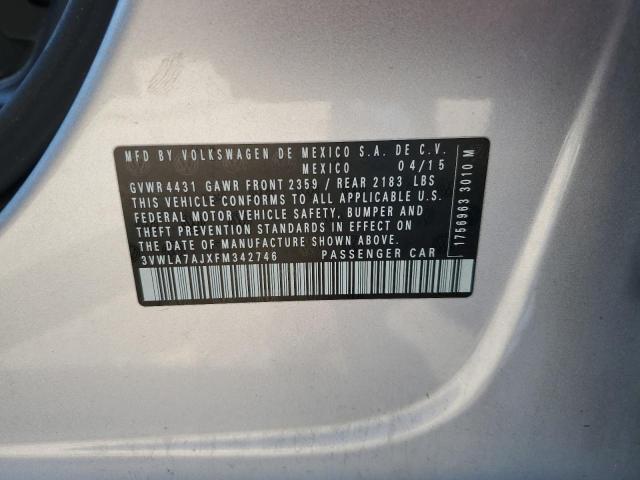 MFD BY VOLKSWAGEN DE MEXICO S.A. DE C.V.
MEXICO 04/15
GVWR 4431 GAWR FRONT 2359 / REAR 2183 LBS
THIS VEHICLE CONFORMS TO ALL APPLICABLE U.S.
FEDERAL MOTOR VEHICLE SAFETY, BUMPER AND
THEFT PREVENTION STANDARDS IN EFFECT ON THE
DATE OF MANUFACTURE SHOWN ABOVE.
3VWLA7AJXFM342746 PASSENGER CAR
1756963 3010 M